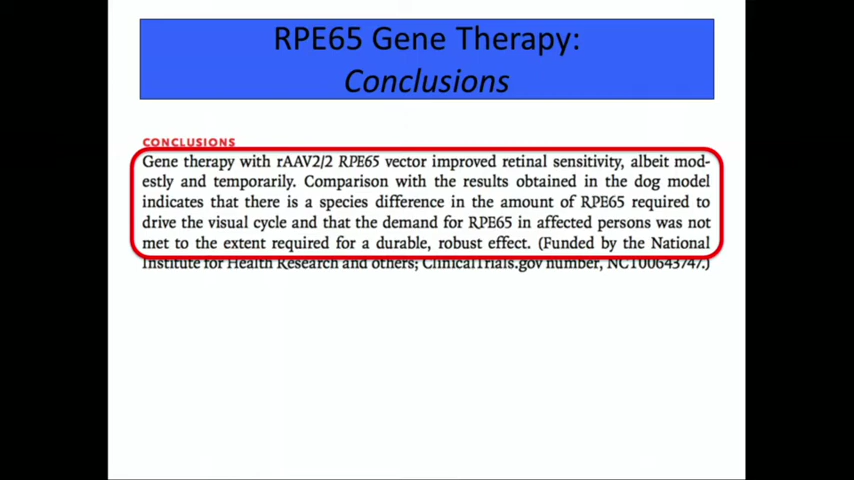 RPE65 Gene Therapy:
Conclusions
CONCLUSIONS
Gene therapy with rAAV2/2 RPE65 vector improved retinal sensitivity, albeit mod-
estly and temporarily. Comparison with the results obtained in the dog model
indicates that there is a species difference in the amount of RPE65 required to
drive the visual cycle and that the demand for RPE65 in affected persons was not
met to the extent required for a durable, robust effect. (Funded by the National
Institute for Health Research and others; ClinicalTrials.gov number, NCT00643747.)